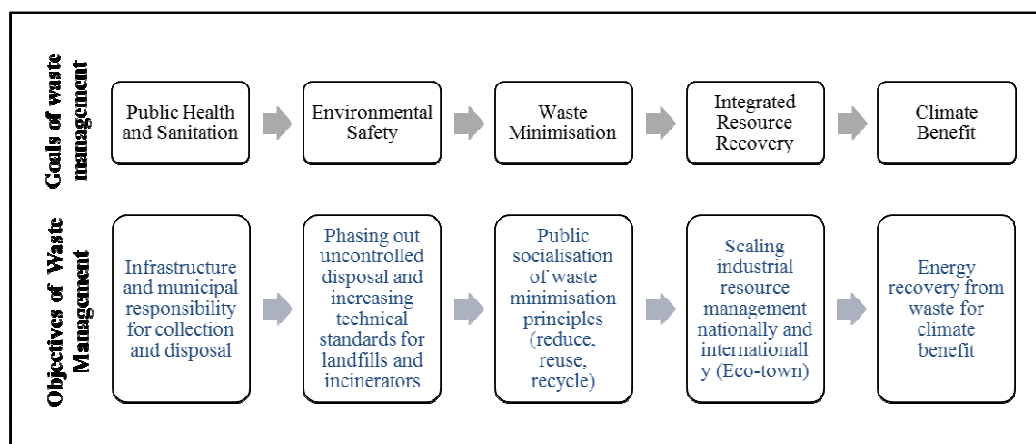 Goals of waste
management
Public Health
and Sanitation
Environmental
Safety
Waste
Minimisation
Integrated
Resource
Recovery
Climate
Benefit
Objectives of Waste
Management
Infrastructure
and municipal
responsibility
for collection
and disposal
Phasing out
uncontrolled
disposal and
increasing
technical
standards for
landfills and
incinerators
Public
socialisation of
waste
minimisation
principles
(reduce,
reuse,
recycle)
Scaling
industrial
resource
management
nationally and
internationall
y (Eco-town)
Energy
recovery from
waste for
climate
benefit